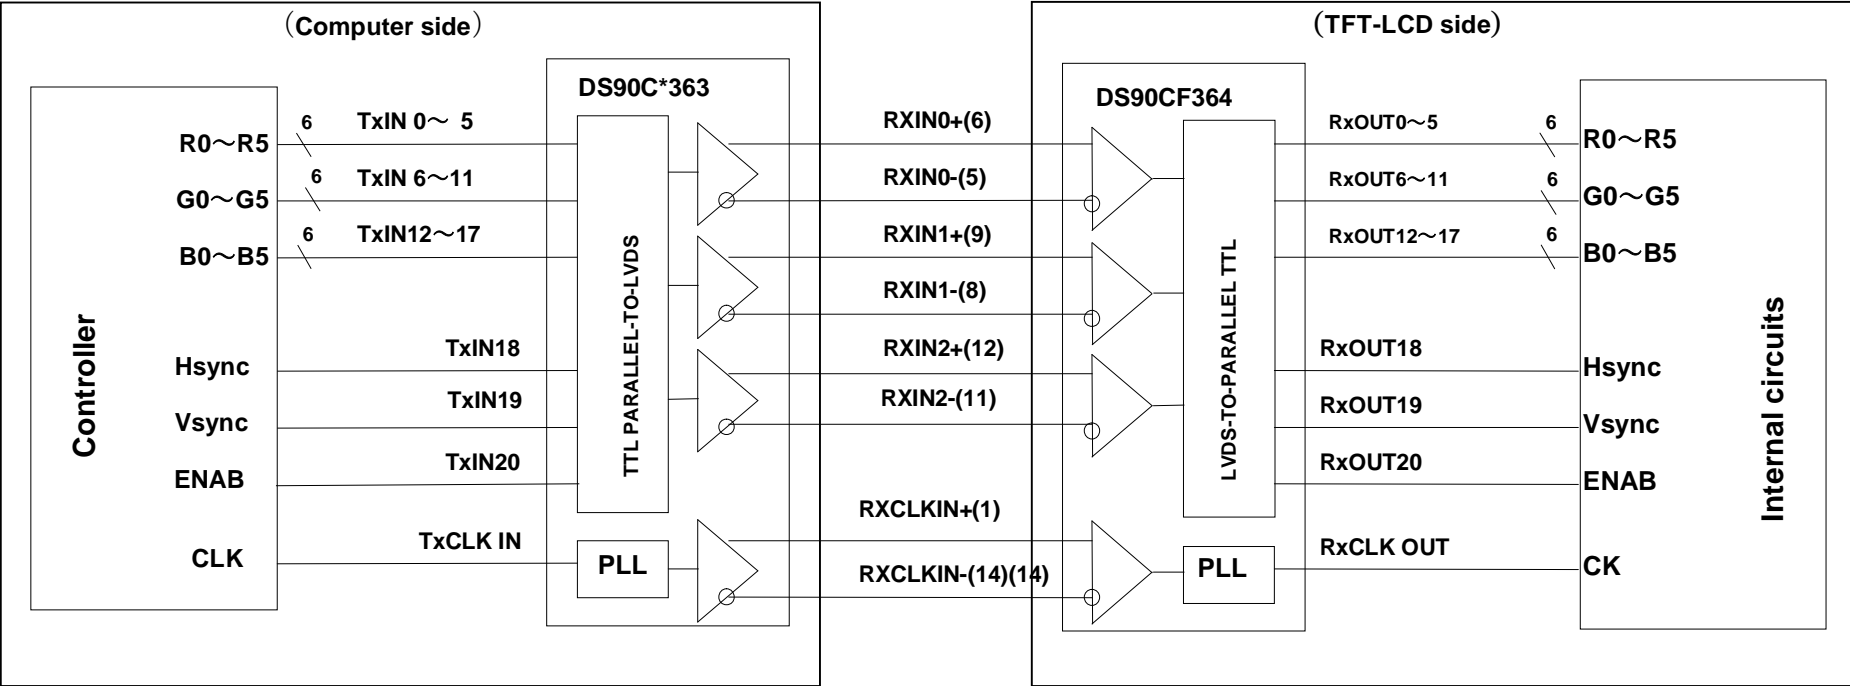 （Computer side）
(TFT-LCD side)
DS90C*363
DS90CF364
Controller
R0～R5
G0～G5
B0～B5
Hsync
Vsync
ENAB
CLK
6
TxIN 0～ 5
6
TxIN 6～11
6
TxIN12～17
TxIN18
TxIN19
TxIN20
TxCLK IN
TTL PARALLEL-TO-LVDS
PLL
RXIN0+(6)
RXIN0-(5)
RXIN1+(9)
RXIN1-(8)
RXIN2+(12)
RXIN2-(11)
RXCLKIN+(1)
RXCLKIN-(14)(14)
LVDS-TO-PARALLEL TTL
PLL
RxOUT0～5
6
RxOUT6～11
6
RxOUT12～17
6
RxOUT18
RxOUT19
RxOUT20
RxCLK OUT
R0～R5
G0～G5
B0～B5
Hsync
Vsync
ENAB
CK
Internal circuits